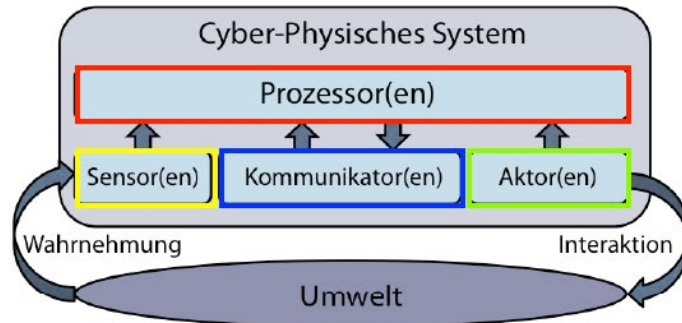 Cyber-Physisches System
Prozessor(en)
Sensor(en)
Kommunikator(en)
Aktor(en)
Wahrnehmung
Interaktion
Umwelt